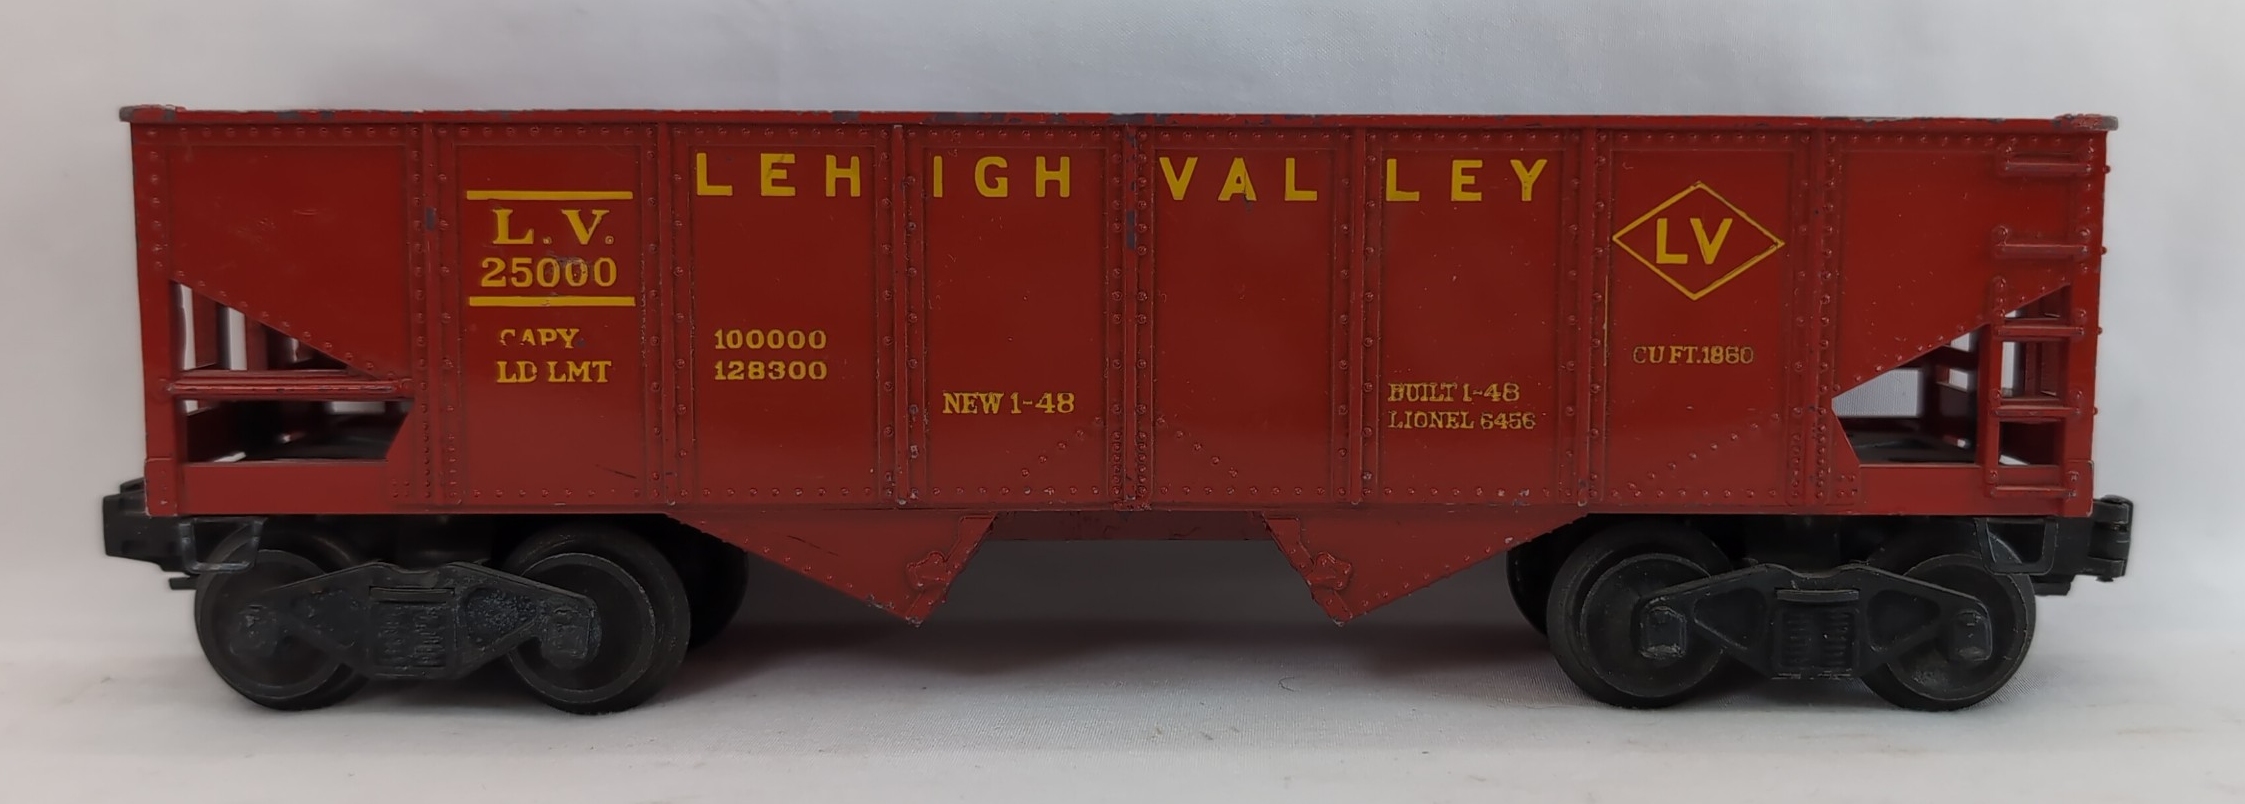 LEHIGH VALLEY
L.V.
25000
CAPY 100000
LD LMT 128300
NEW 1-48
BUILT 1-48
LIONEL 6456
LV
CU FT. 1860